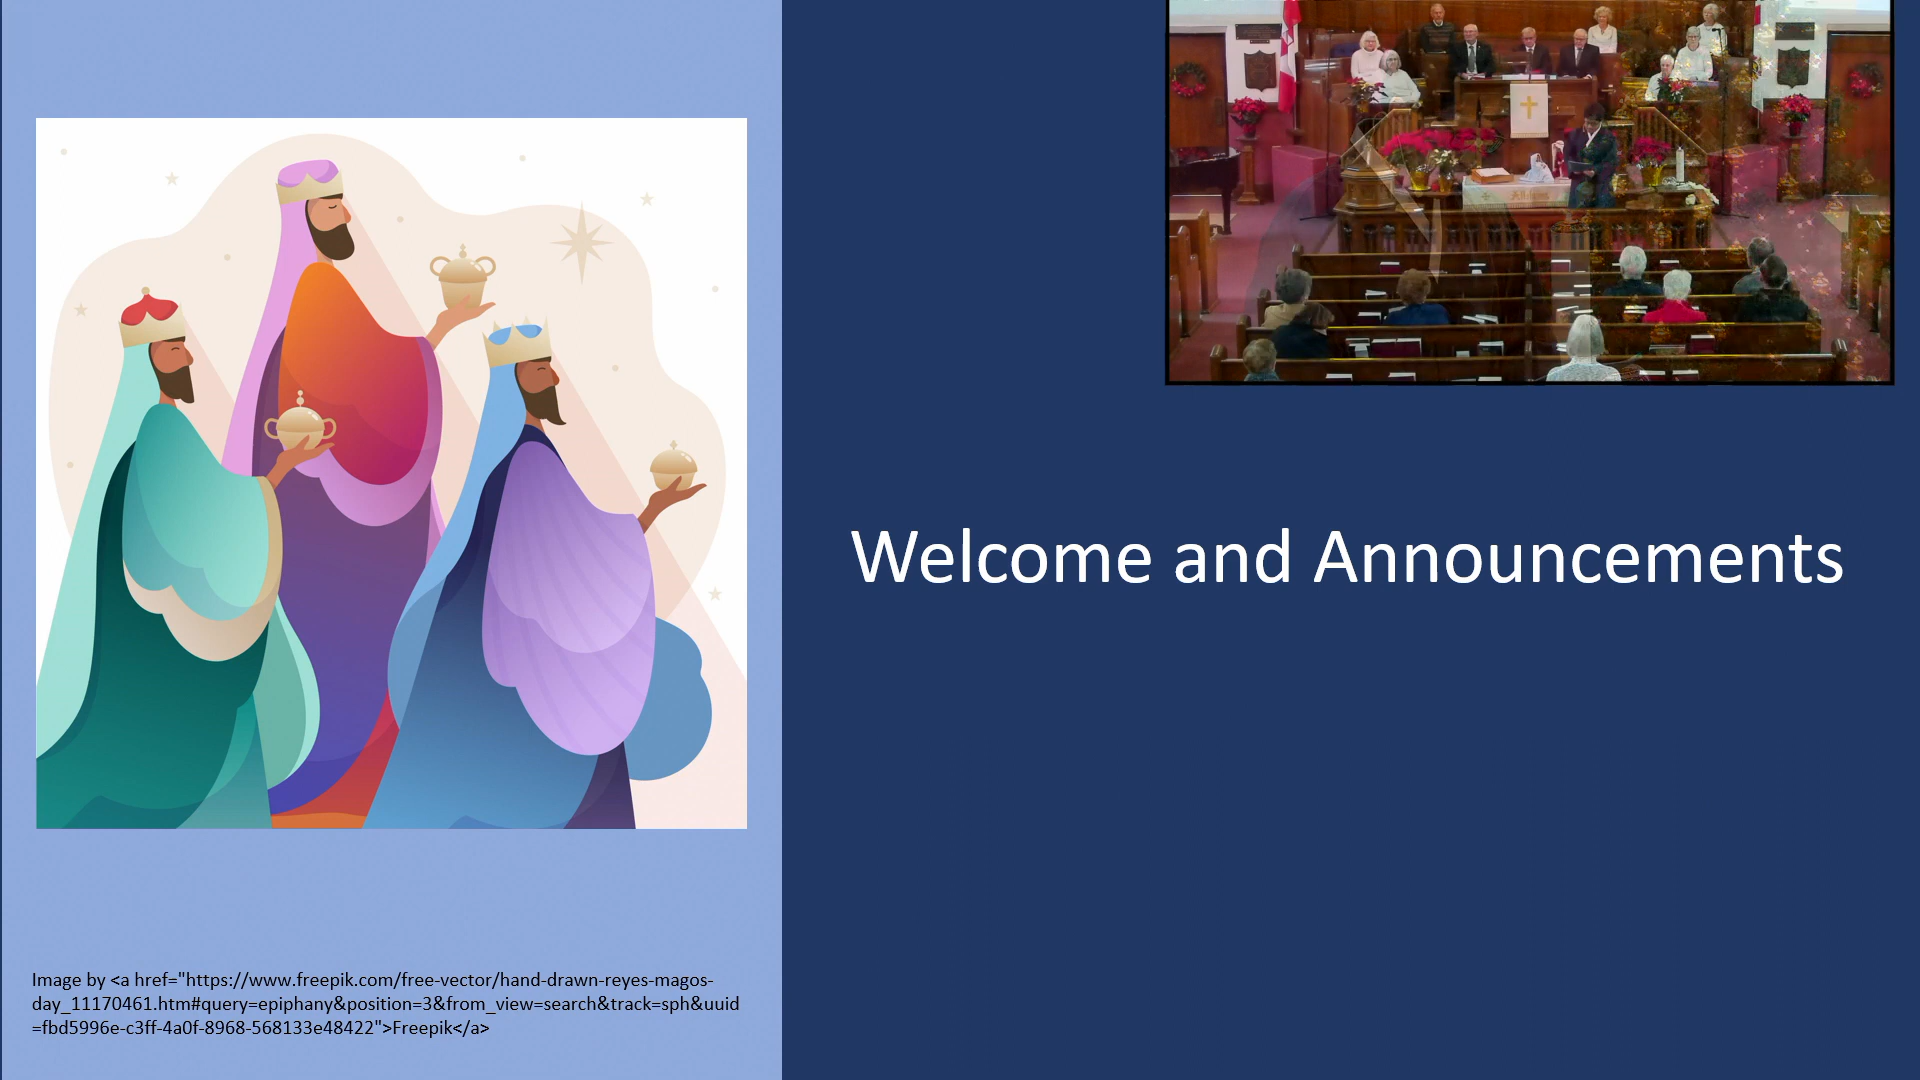 Welcome and Announcements
Image by <a href="https://www.freepik.com/free-vector/hand-drawn-reyes-magos-
day_11170461.htm#query=epiphany&position=3&from_view=search&track=sph&uuid
=fbd5996e-c3ff-4a0f-8968-568133e48422">Freepik</a>